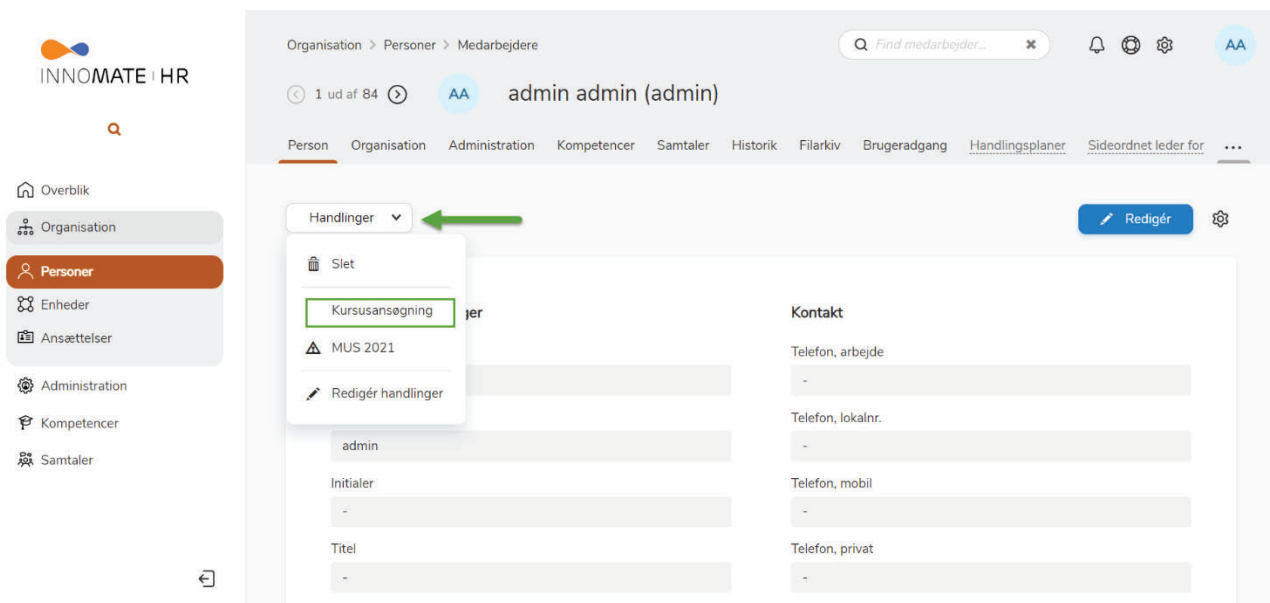 INNOMATE HR
Overblik
Organisation
Personer
Enheder
Ansættelser
Administration
Kompetencer
Samtaler
Organisation > Personer > Medarbejdere
Find medarbejder...
AA
1 ud af 84
AA
admin admin (admin)
Person Organisation Administration Kompetencer Samtaler Historik Filarkiv Brugeradgang Handlingsplaner Sideordnet leder for ...
Handlinger
Redigér
Slet
Kursusansøgning
MUS 2021
Redigér handlinger
admin
Initialer
-
Titel
-
Kontakt
Telefon, arbejde
-
Telefon, lokalnr.
-
Telefon, mobil
-
Telefon, privat
-